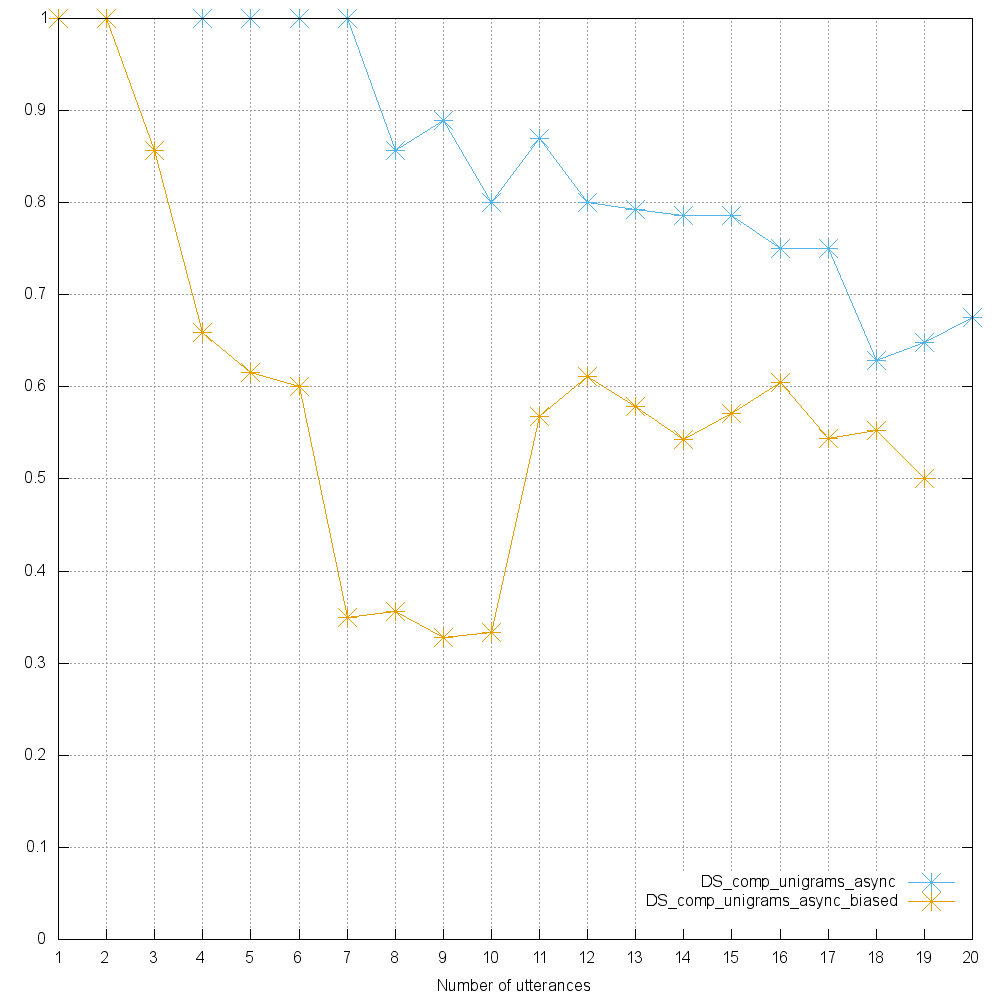 1
0.9
0.8
0.7
0.6
0.5
0.4
0.3
0.2
0.1
0
DS_comp_unigrams_async
DS_comp_unigrams_async_biased
1 2 3 4 5 6 7 8 9 10 11 12 13 14 15 16 17 18 19 20
Number of utterances